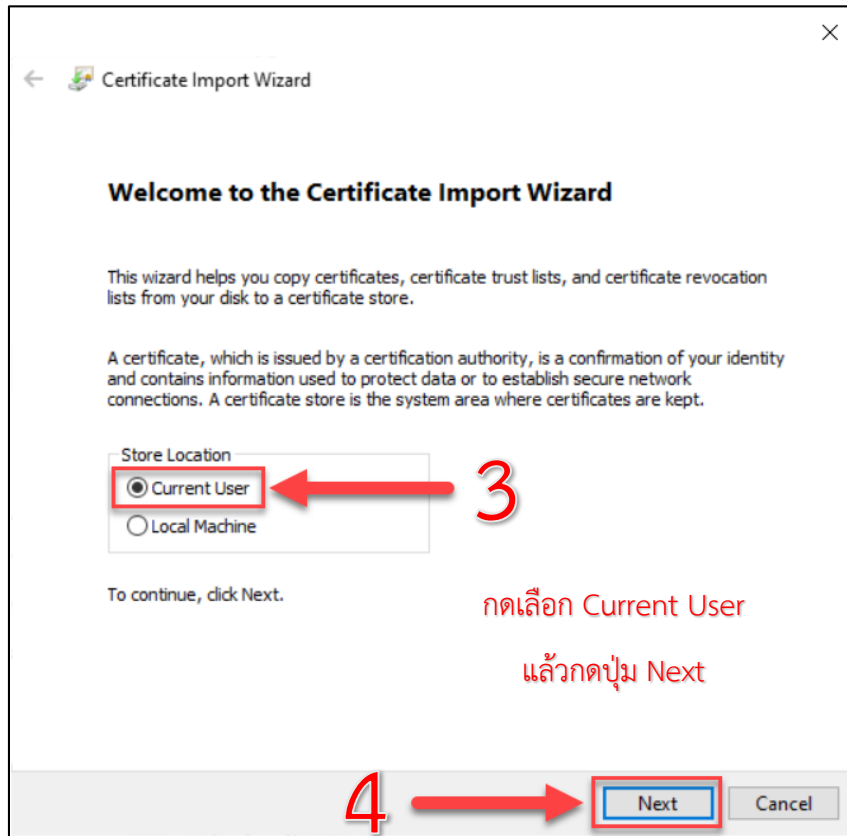 Certificate Import Wizard
Welcome to the Certificate Import Wizard
This wizard helps you copy certificates, certificate trust lists, and certificate revocation
lists from your disk to a certificate store.
A certificate, which is issued by a certification authority, is a confirmation of your identity
and contains information used to protect data or to establish secure network
connections. A certificate store is the system area where certificates are kept.
Store Location
Current User
3
Local Machine
To continue, click Next.
กดเลือก Current User
แล้วกดปุ่ม Next
4
Next
Cancel